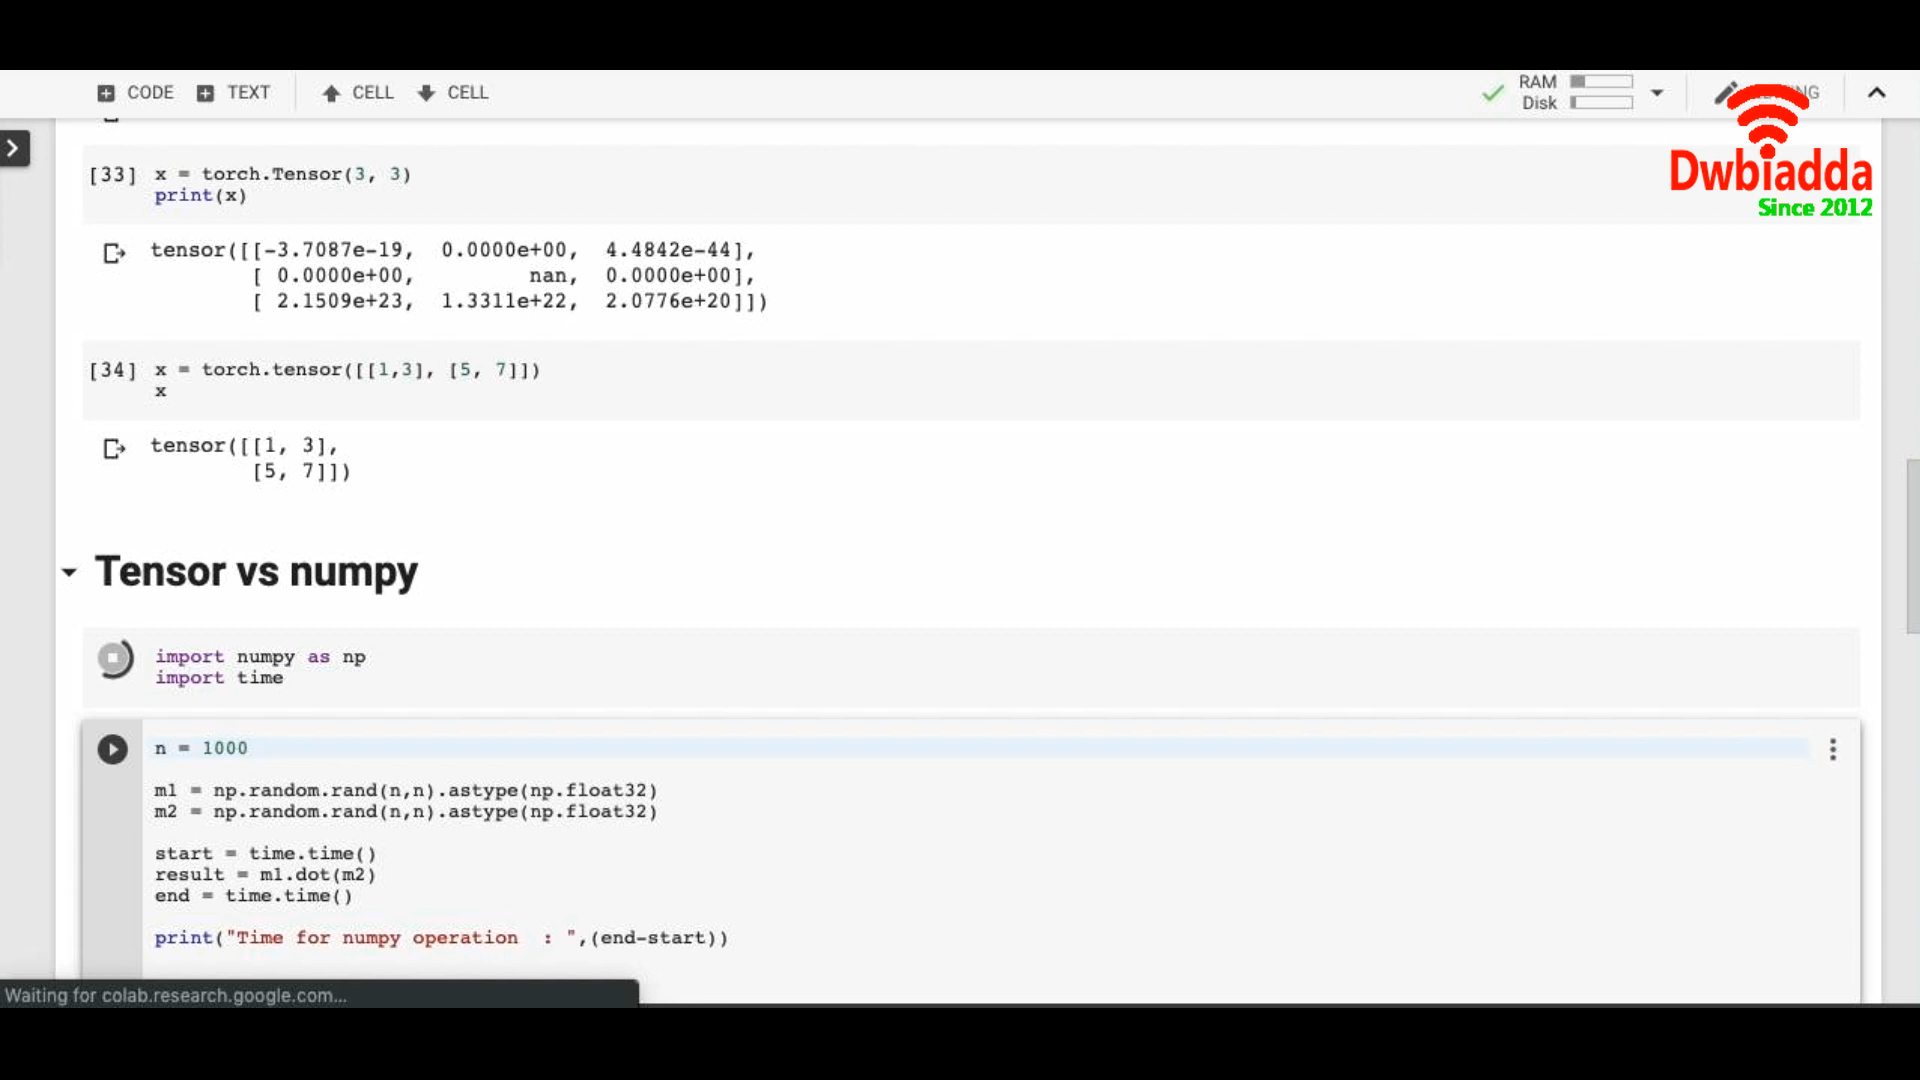 CODE TEXT CELL CELL
RAM
Disk
Dwbiadda
Since 2012
[33] x = torch.Tensor(3, 3)
print(x)
tensor([[-3.7087e-19, 0.0000e+00, 4.4842e-44],
[ 0.0000e+00, nan, 0.0000e+00],
[ 2.1509e+23, 1.3311e+22, 2.0776e+20]])
[34] x = torch.tensor([[1,3], [5, 7]])
x
tensor([[1, 3],
[5, 7]])
Tensor vs numpy
import numpy as np
import time
n = 1000
m1 = np.random.rand(n,n).astype(np.float32)
m2 = np.random.rand(n,n).astype(np.float32)
start = time.time()
result = m1.dot(m2)
end = time.time()
print("Time for numpy operation : ",(end-start))
Waiting for colab.research.google.com...